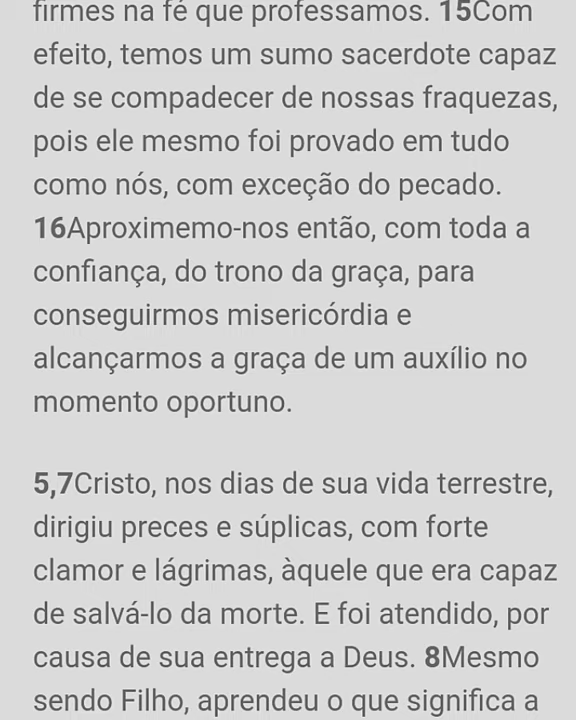 firmes na fé que professamos. 15Com
efeito, temos um sumo sacerdote capaz
de se compadecer de nossas fraquezas,
pois ele mesmo foi provado em tudo
como nós, com exceção do pecado.
16Aproximemo-nos então, com toda a
confiança, do trono da graça, para
conseguirmos misericórdia e
alcançarmos a graça de um auxílio no
momento oportuno.
5,7Cristo, nos dias de sua vida terrestre,
dirigiu preces e súplicas, com forte
clamor e lágrimas, àquele que era capaz
de salvá-lo da morte. E foi atendido, por
causa de sua entrega a Deus. 8Mesmo
sendo Filho, aprendeu o que significa a